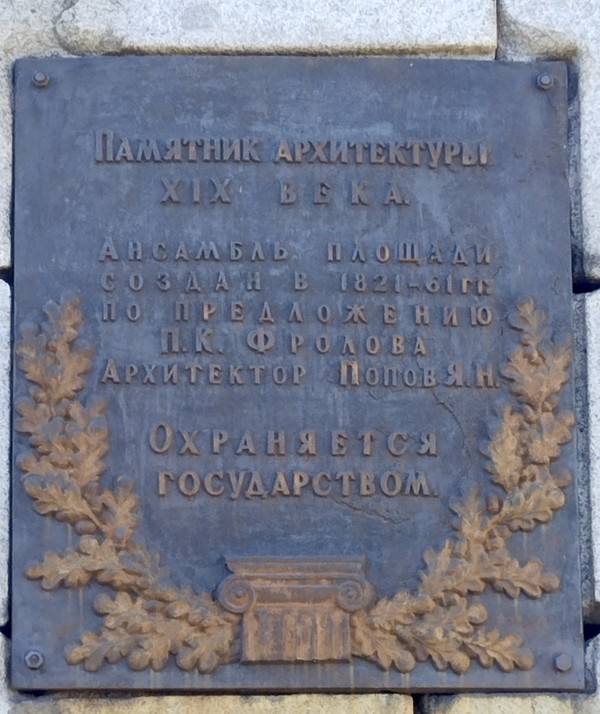 Памятник архитектуры
XIX века.
Ансамбль площади
создан в 1821-61 гг.
по предложению
П.К. Фролова
Архитектор Попов Я.Н.
Охраняется
государством.